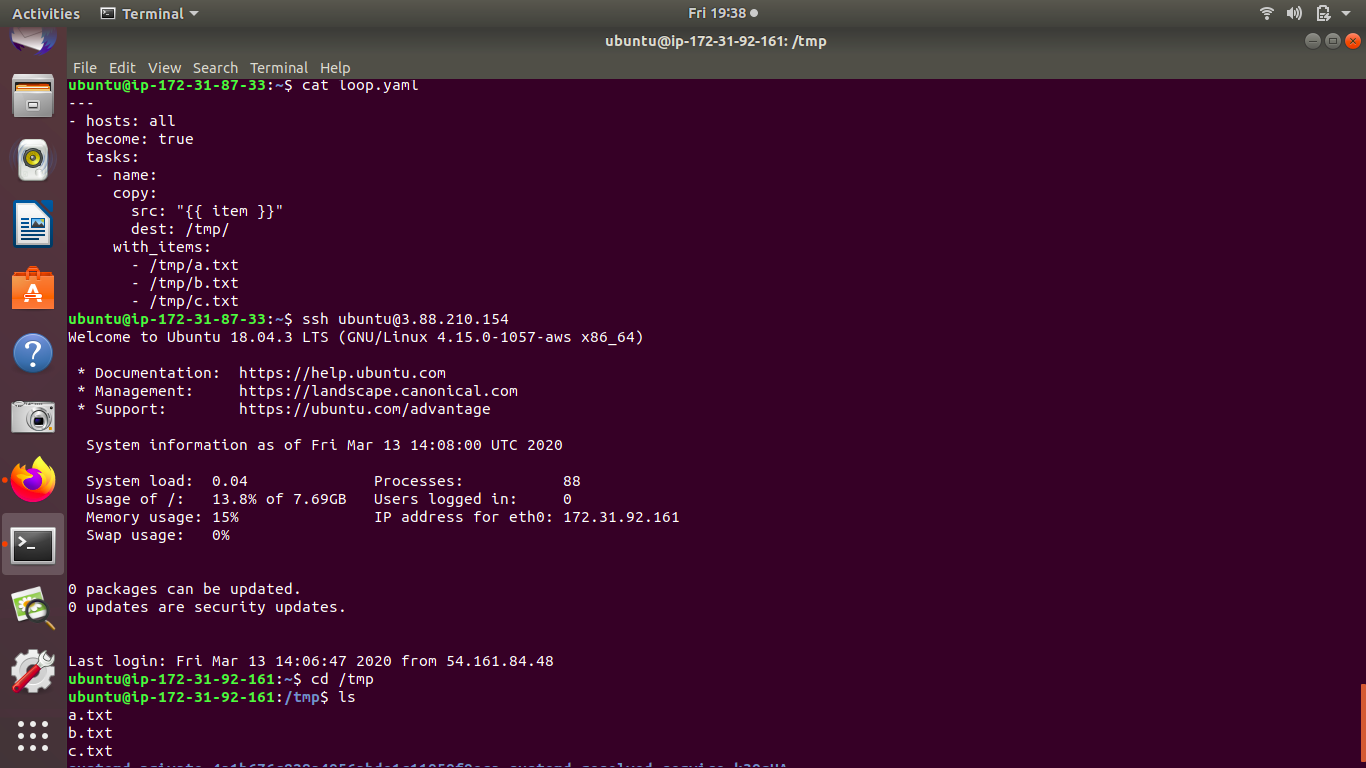 Activities Terminal Fri 19:38
ubuntu@ip-172-31-92-161: /tmp
File Edit View Search Terminal Help
ubuntu@ip-172-31-87-33:~$ cat loop.yaml
---
- hosts: all
  become: true
  tasks:
   - name:
     copy:
       src: "{{ item }}"
       dest: /tmp/
     with_items:
       - /tmp/a.txt
       - /tmp/b.txt
       - /tmp/c.txt
ubuntu@ip-172-31-87-33:~$ ssh ubuntu@3.88.210.154
Welcome to Ubuntu 18.04.3 LTS (GNU/Linux 4.15.0-1057-aws x86_64)
 * Documentation:  https://help.ubuntu.com
 * Management:     https://landscape.canonical.com
 * Support:        https://ubuntu.com/advantage
  System information as of Fri Mar 13 14:08:00 UTC 2020
  System load:  0.04              Processes:           88
  Usage of /:   13.8% of 7.69GB   Users logged in:     0
  Memory usage: 15%               IP address for eth0: 172.31.92.161
  Swap usage:   0%
0 packages can be updated.
0 updates are security updates.
Last login: Fri Mar 13 14:06:47 2020 from 54.161.84.48
ubuntu@ip-172-31-92-161:~$ cd /tmp
ubuntu@ip-172-31-92-161:/tmp$ ls
a.txt
b.txt
c.txt